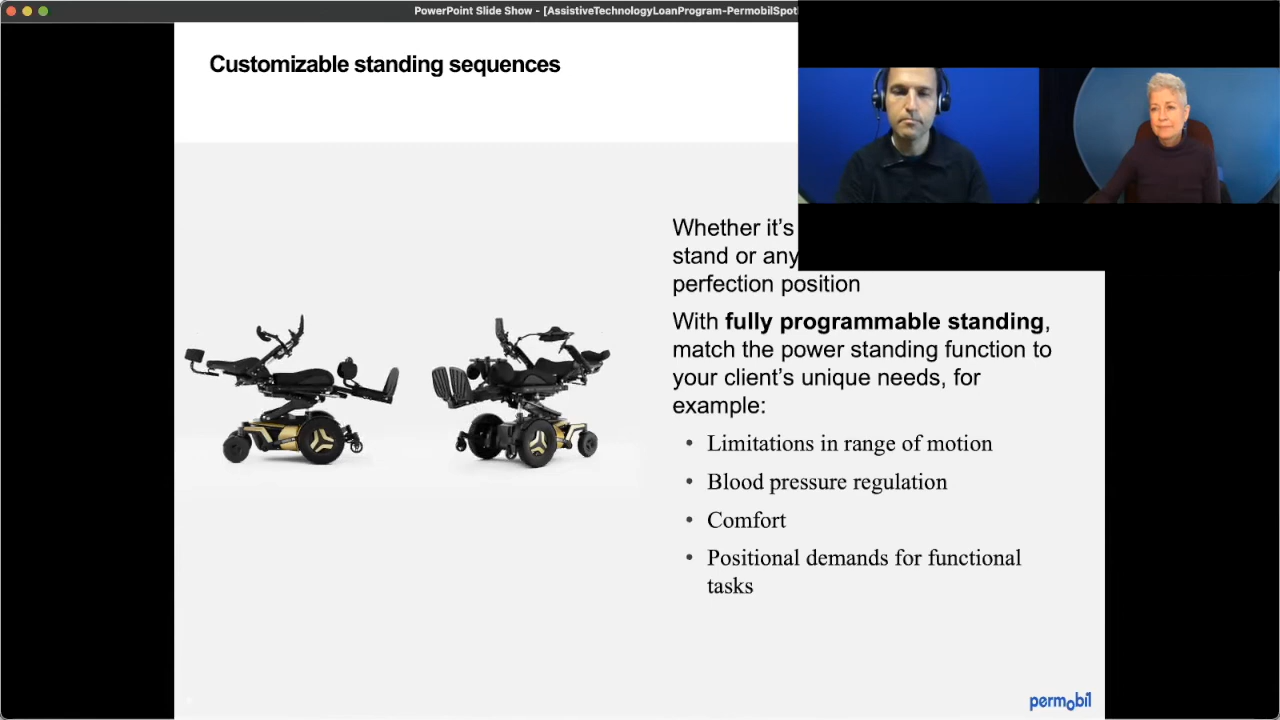 PowerPoint Slide Show - [AssistiveTechnologyLoanProgram-PermobilSpot
Customizable standing sequences
Whether it's
stand or any
perfection position
With fully programmable standing,
match the power standing function to
your client's unique needs, for
example:
• Limitations in range of motion
• Blood pressure regulation
• Comfort
• Positional demands for functional
tasks
permobil